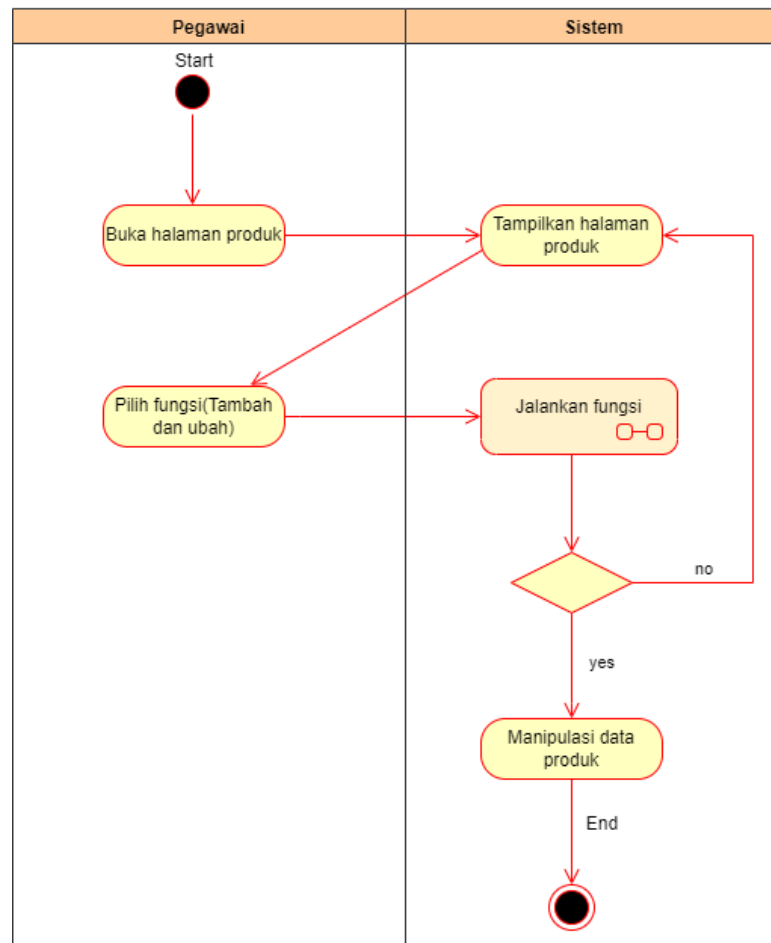 Pegawai
Sistem
Start
Buka halaman produk
Tampilkan halaman
produk
Pilih fungsi(Tambah
dan ubah)
Jalankan fungsi
no
yes
Manipulasi data
produk
End